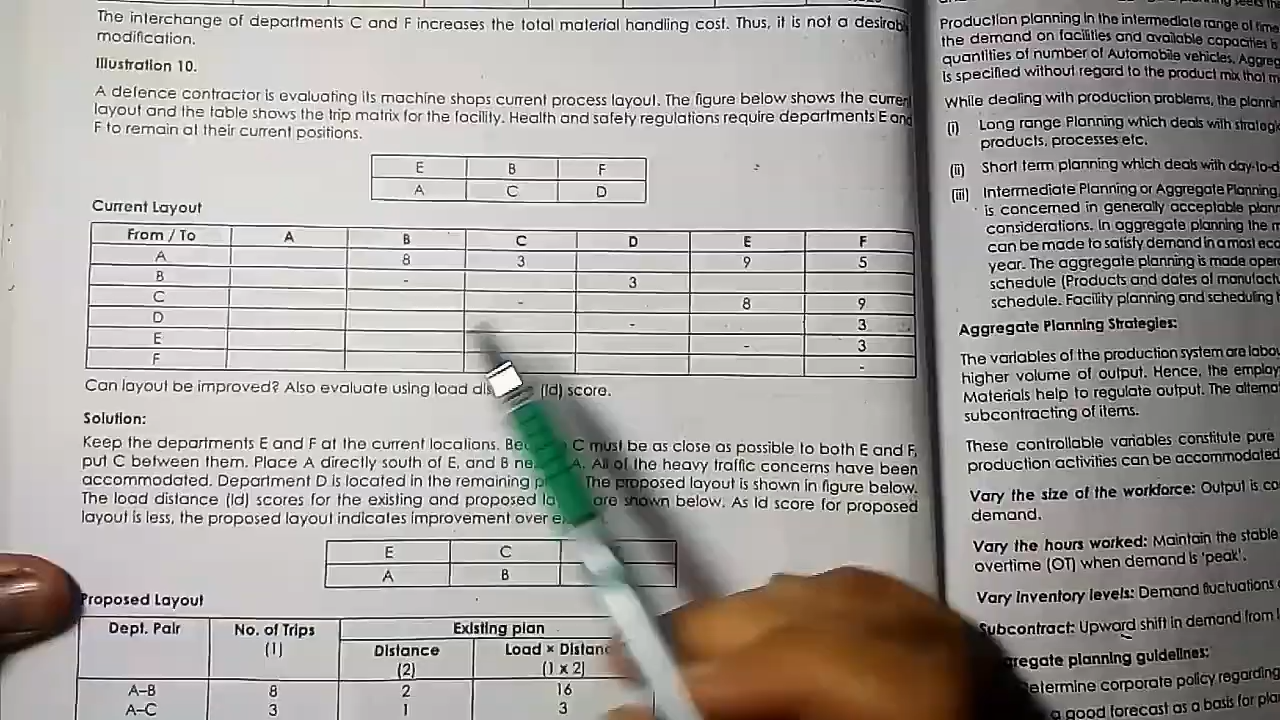 The interchange of departments C and F increases the total material handling cost. Thus, it is not a desirable
modification.
Illustration 10.
A defence contractor is evaluating its machine shops current process layout. The figure below shows the current
layout and the table shows the trip matrix for the facility. Health and safety regulations require departments E and
F to remain at their current positions.
E B F
A C D
Current Layout
From / To A B C D E F
A 8 3 9 5
B - 3
C - 8 9
D - 3
E - 3
F -
Can layout be improved? Also evaluate using load (ld) score.
Solution:
Keep the departments E and F at the current locations. C must be as close as possible to both E and F,
put C between them. Place A directly south of E, and B A. All of the heavy traffic concerns have been
accommodated. Department D is located in the remaining The proposed layout is shown in figure below.
The load distance (ld) scores for the existing and proposed are shown below. As ld score for proposed
layout is less, the proposed layout indicates improvement over
E C
A B
Proposed Layout
Dept. Pair No. of Trips Existing plan
(1) Distance Load × Distanc
(2) (1 x 2)
A–B 8 2 16
A–C 3 1 3
Production planning in the intermediate range of time
the demand on facilities and available capacities is
quantities of number of Automobile vehicles, Aggreg
is specified without regard to the product mix that m
While dealing with production problems, the plannin
(i) Long range Planning which deals with strategi
products, processes etc.
(ii) Short term planning which deals with day-to-d
(iii) Intermediate Planning or Aggregate Planning.
is concerned in generally acceptable plann
considerations. In aggregate planning the m
can be made to satisfy demand in a most eco
year. The aggregate planning is made oper
schedule (Products and dates of manufact
schedule. Facility planning and scheduling
Aggregate Planning Strategies:
The variables of the production system are labou
higher volume of output. Hence, the employ
Materials help to regulate output. The alterna
subcontracting of items.
These controllable variables constitute pure
production activities can be accommodated
Vary the size of the workforce: Output is co
demand.
Vary the hours worked: Maintain the stable
overtime (OT) when demand is 'peak'.
Vary inventory levels: Demand fluctuations
Subcontract: Upward shift in demand from
regate planning guidelines:
etermine corporate policy regarding
a good forecast as a basis for pla